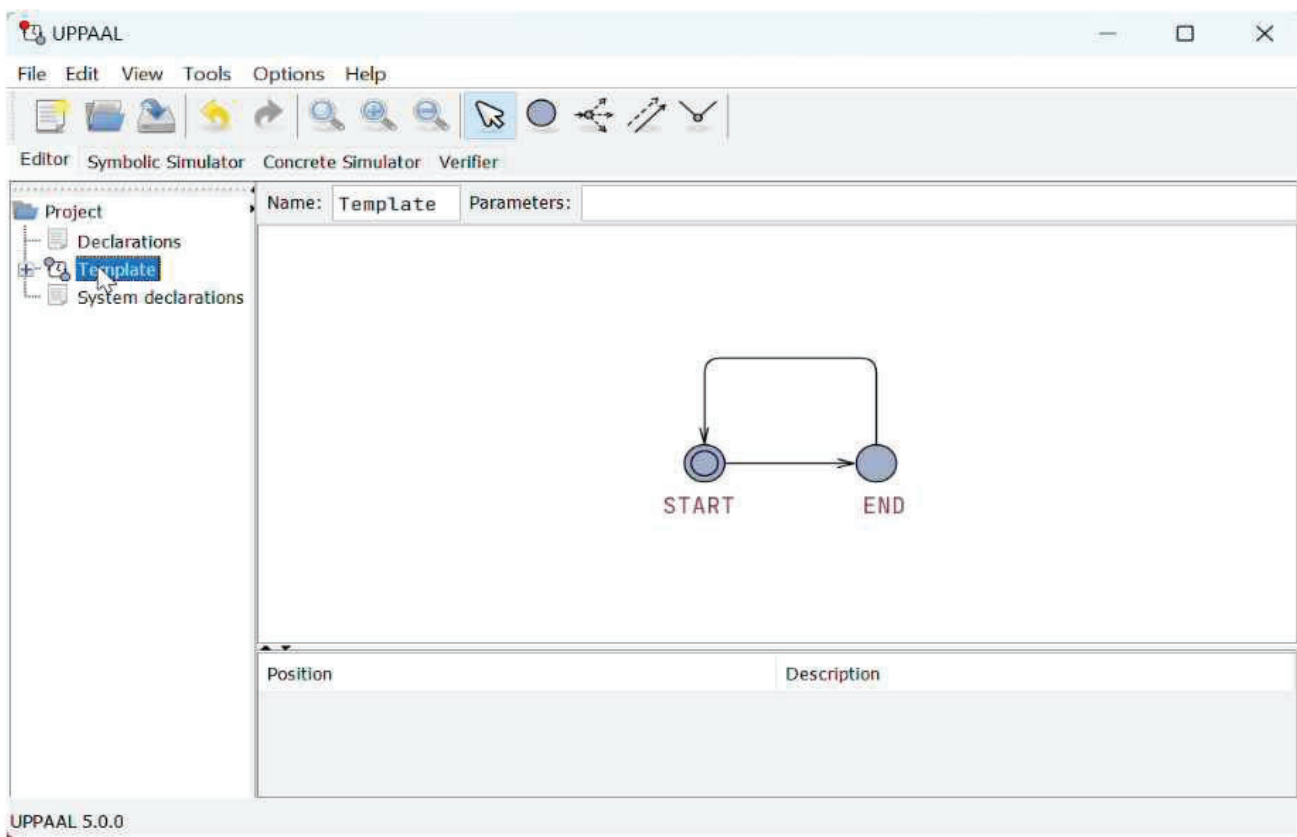 UPPAAL
File Edit View Tools Options Help
Editor Symbolic Simulator Concrete Simulator Verifier
Project
Declarations
Template
System declarations
Name: Template Parameters:
START END
Position Description
UPPAAL 5.0.0